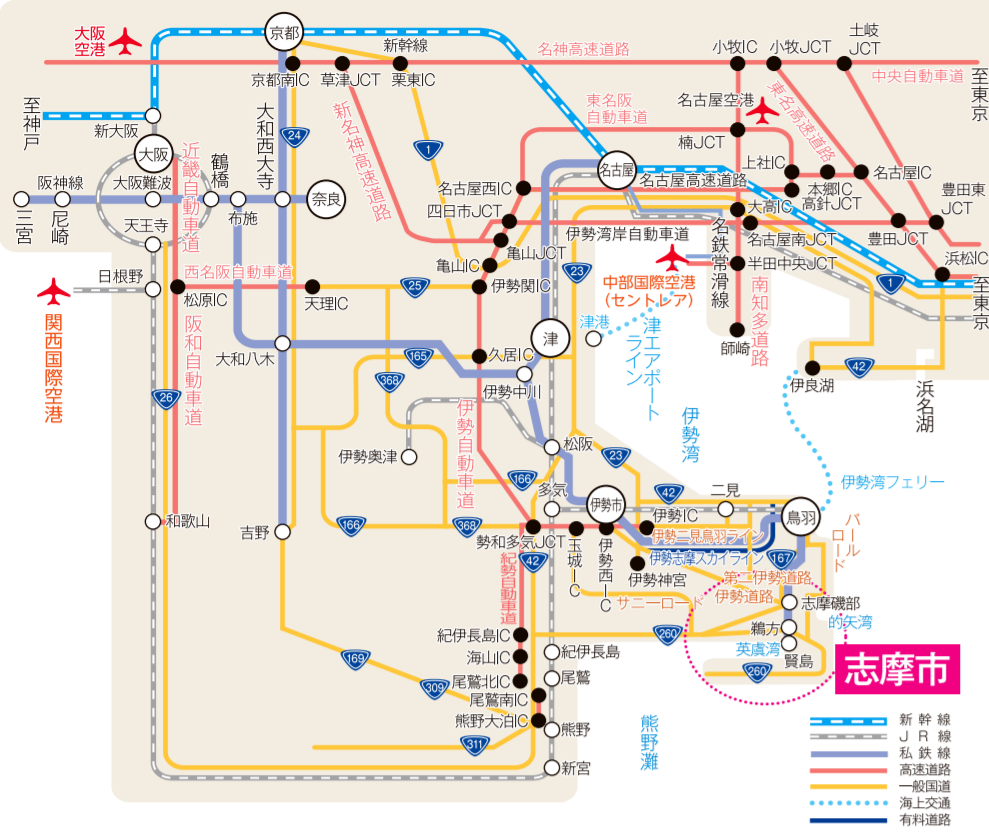 大阪
空港
京都
新幹線
名神高速道路
小牧IC
小牧JCT
土岐
JCT
中央自動車道
至東京
京都南IC
草津JCT
栗東IC
至神戸
新大阪
大阪
近畿自動車道
鶴橋
大和西大寺
24
新名神高速道路
1
東名阪
自動車道
名古屋空港
東名高速道路
楠JCT
上社IC
名古屋
名古屋高速道路
本郷IC
高針JCT
名古屋IC
阪神線
大阪難波
三宮
尼崎
布施
奈良
天王寺
名古屋西IC
四日市JCT
亀山JCT
伊勢湾岸自動車道
大高IC
名古屋南JCT
豊田東
JCT
豊田JCT
浜松IC
名鉄常滑線
半田中央JCT
亀山IC
日根野
西名阪自動車道
松原IC
天理IC
25
伊勢関IC
23
中部国際空港
(セントレア)
南知多道路
1
至東京
関西国際空港
阪和自動車道
津港
津エアポート
ライン
師崎
津
大和八木
165
久居IC
368
伊勢中川
伊良湖
42
浜名湖
26
伊勢自動車道
伊勢湾
松阪
伊勢奥津
23
166
多気
42
二見
伊勢湾フェリー
伊勢市
伊勢IC
鳥羽
和歌山
吉野
166
368
勢和多気JCT
玉城IC
伊勢西IC
伊勢二見鳥羽ライン
伊勢志摩スカイライン
パールロード
167
42
伊勢神宮
第二伊勢道路
伊勢道路
紀勢自動車道
サニーロード
志摩磯部
的矢湾
鵜方
英虞湾
賢島
260
260
志摩市
紀伊長島IC
海山IC
尾鷲北IC
尾鷲南IC
熊野大泊IC
紀伊長島
尾鷲
熊野
新宮
169
309
311
熊野灘
新幹線
JR線
私鉄線
高速道路
一般国道
海上交通
有料道路